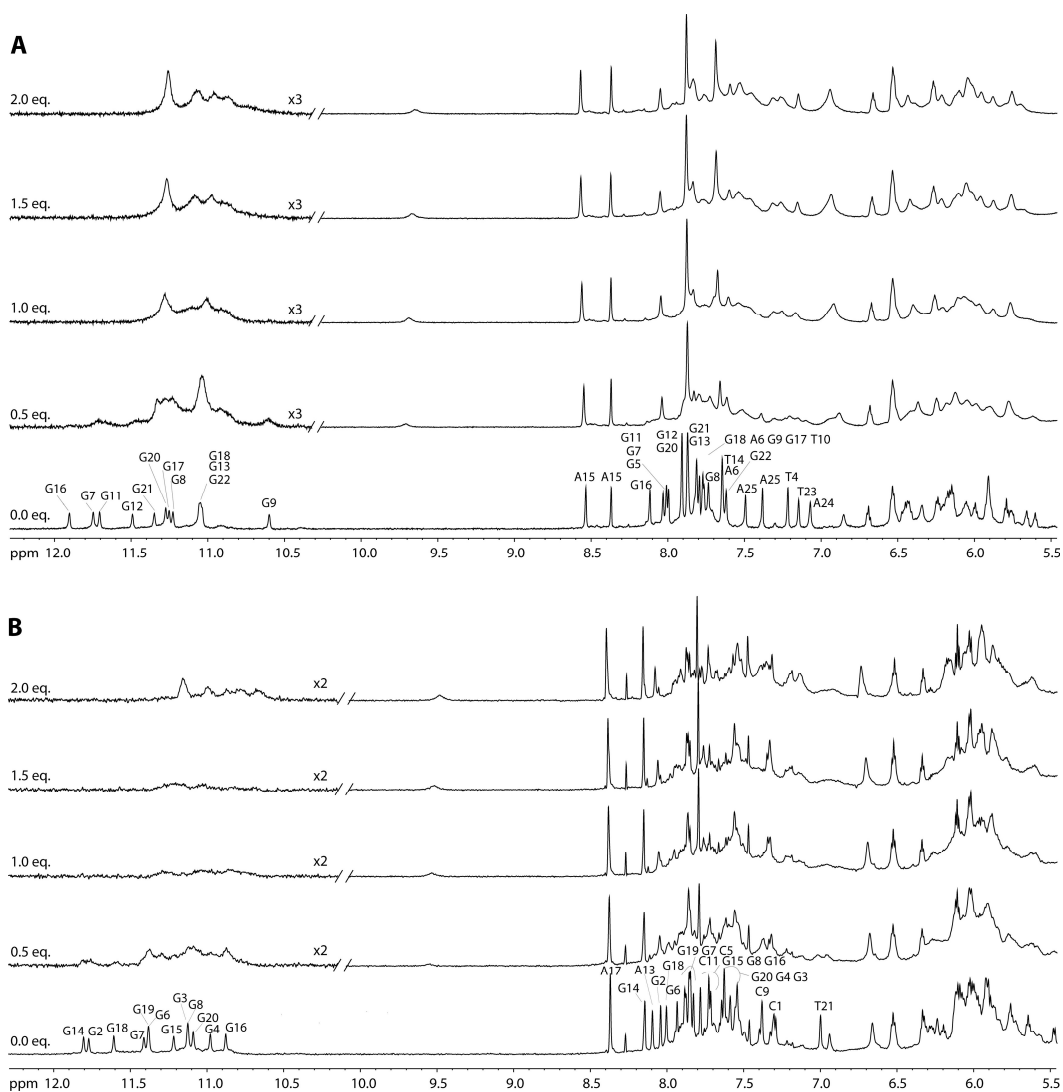 A
2.0 eq. x3
1.5 eq. x3
1.0 eq. x3
0.5 eq. x3
G11 G12 G21 G18 A6 G9 G17 T10
G7 G20 G13 T14 G22
G5 A6
G20 G18
G17 G13
G16 G7 G11 G12 G21 G8 G22 G9 A15 A15 G16 G8 A25 A25 T4 T23 A24
0.0 eq.
ppm 12.0 11.5 11.0 10.5 10.0 9.5 9.0 8.5 8.0 7.5 7.0 6.5 6.0 5.5
B
2.0 eq. x2
1.5 eq. x2
1.0 eq. x2
0.5 eq. x2
G19 G7 C5
A17 A13 G18 C11 G15 G8 G16
G14 G2 G6 G20 G4 G3
C9 C1 T21
G19 G6 G3 G8
G14 G2 G18 G7 G15 G20 G4 G16
0.0 eq.
ppm 12.0 11.5 11.0 10.5 10.0 9.5 9.0 8.5 8.0 7.5 7.0 6.5 6.0 5.5